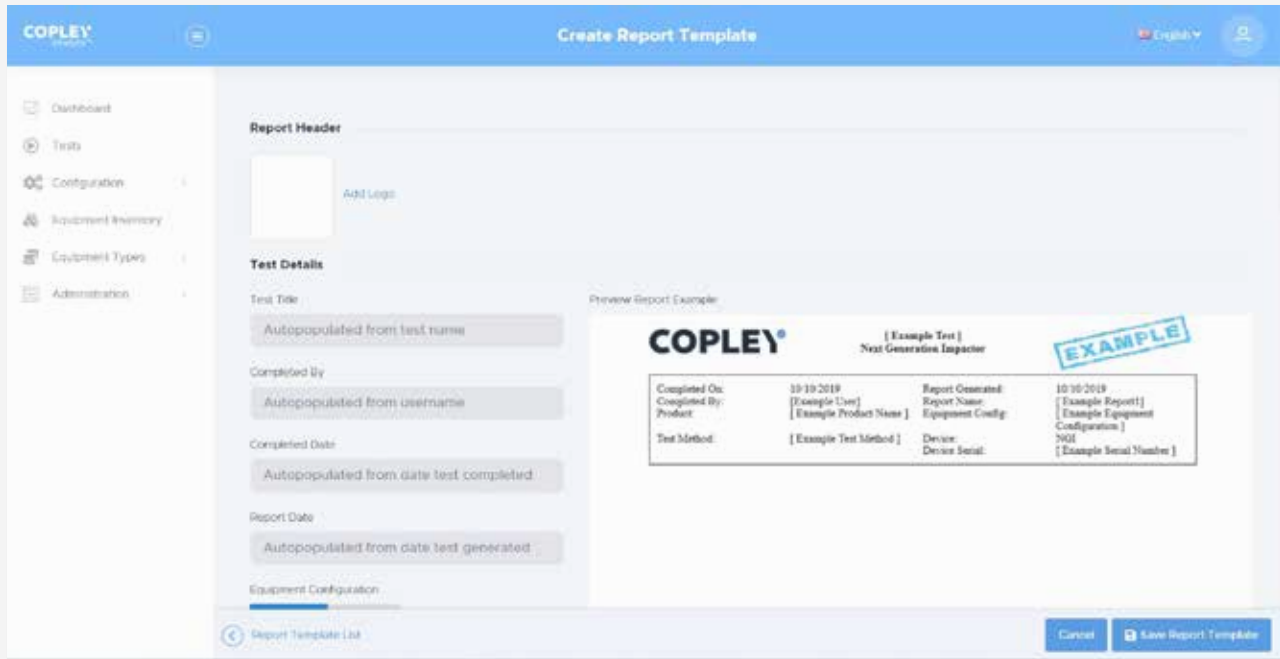 COPLEY
Create Report Template
English
Dashboard
Tests
Configuration
Equipment Inventory
Equipment Types
Administration
Report Header
Add Logo
Test Details
Test Title
Autopopulated from test name
Completed By
Autopopulated from username
Completed Date
Autopopulated from date test completed
Report Date
Autopopulated from date test generated
Equipment Configuration
Preview Report Example
COPLEY
[ Example Test ]
Next Generation Impactor
EXAMPLE
Completed On: 10/10/2019 Report Generated: 10/10/2019
Completed By: [Example User] Report Name: [ Example Report1]
Product: [ Example Product Name ] Equipment Config: [ Example Equipment
Configuration ]
Test Method: [ Example Test Method ] Device: NGI
Device Serial: [ Example Serial Number ]
Report Template List
Cancel
Save Report Template